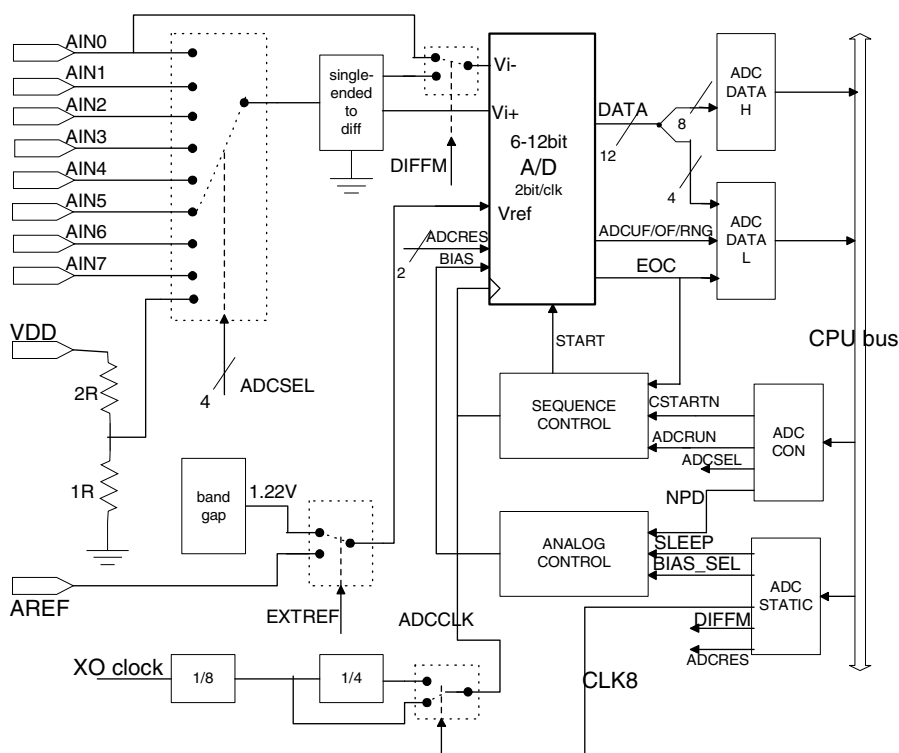 AIN0
AIN1
AIN2
AIN3
AIN4
AIN5
AIN6
AIN7
VDD
2R
1R
AREF
4
ADCSEL
single-
ended
to
diff
DIFFM
Vi-
Vi+
6-12bit
A/D
2bit/clk
Vref
2
ADCRES
BIAS
DATA
12
8
4
ADC
DATA
H
ADCUF/OF/RNG
EOC
ADC
DATA
L
CPU bus
START
SEQUENCE
CONTROL
CSTARTN
ADCRUN
ADCSEL
NPD
ADC
CON
band
gap
1.22V
EXTREF
ANALOG
CONTROL
SLEEP
BIAS_SEL
DIFFM
ADCRES
ADC
STATIC
ADCCLK
XO clock
1/8
1/4
CLK8